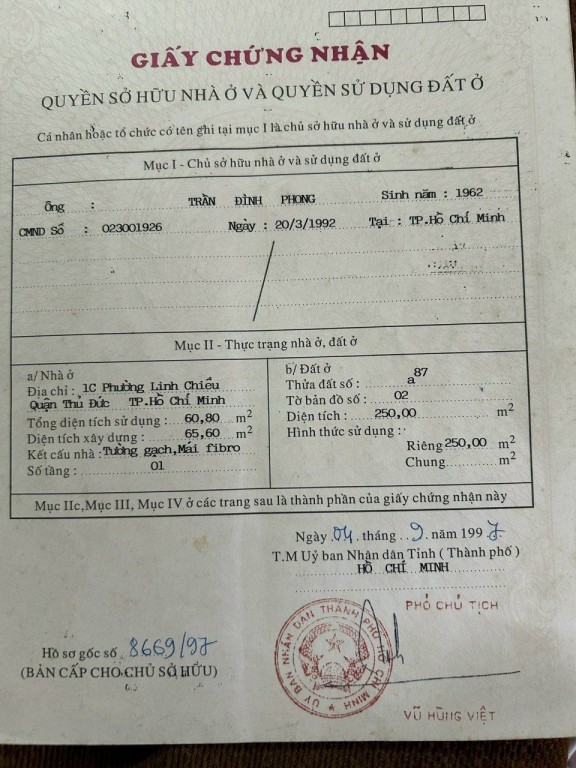 GIẤY CHỨNG NHẬN
QUYỀN SỞ HỮU NHÀ Ở VÀ QUYỀN SỬ DỤNG ĐẤT Ở
Cá nhân hoặc tổ chức có tên ghi tại mục I là chủ sở hữu nhà ở và sử dụng đất ở
Mục I - Chủ sở hữu nhà ở và sử dụng đất ở
Ông : TRẦN ĐÌNH PHONG Sinh năm : 1962
CMND Số : 023001926 Ngày : 20/3/1992 Tại : TP.Hồ Chí Minh
Mục II - Thực trạng nhà ở, đất ở
a/ Nhà ở
Địa chỉ : 1C Phường Linh Chiểu
Quận Thủ Đức TP.Hồ Chí Minh
Tổng diện tích sử dụng : 60,80 m2
Diện tích xây dựng : 65,60 m2
Kết cấu nhà : Tường gạch,Mái fibro
Số tầng : 01
b/ Đất ở
Thửa đất số : a87
Tờ bản đồ số : 02
Diện tích : 250,00 m2
Hình thức sử dụng :
Riêng 250,00 m2
Chung m2
Mục IIc,Mục III, Mục IV ở các trang sau là thành phần của giấy chứng nhận này
Ngày 04 tháng 9 năm 1997
T.M Uỷ ban Nhân dân Tỉnh ( Thành phố )
HỒ CHÍ MINH
PHÓ CHỦ TỊCH
ỦY BAN NHÂN DÂN THÀNH PHỐ HỒ CHÍ MINH
Hồ sơ gốc số 8669/97
(BẢN CẤP CHO CHỦ SỞ HỮU)
VŨ HÙNG VIỆT